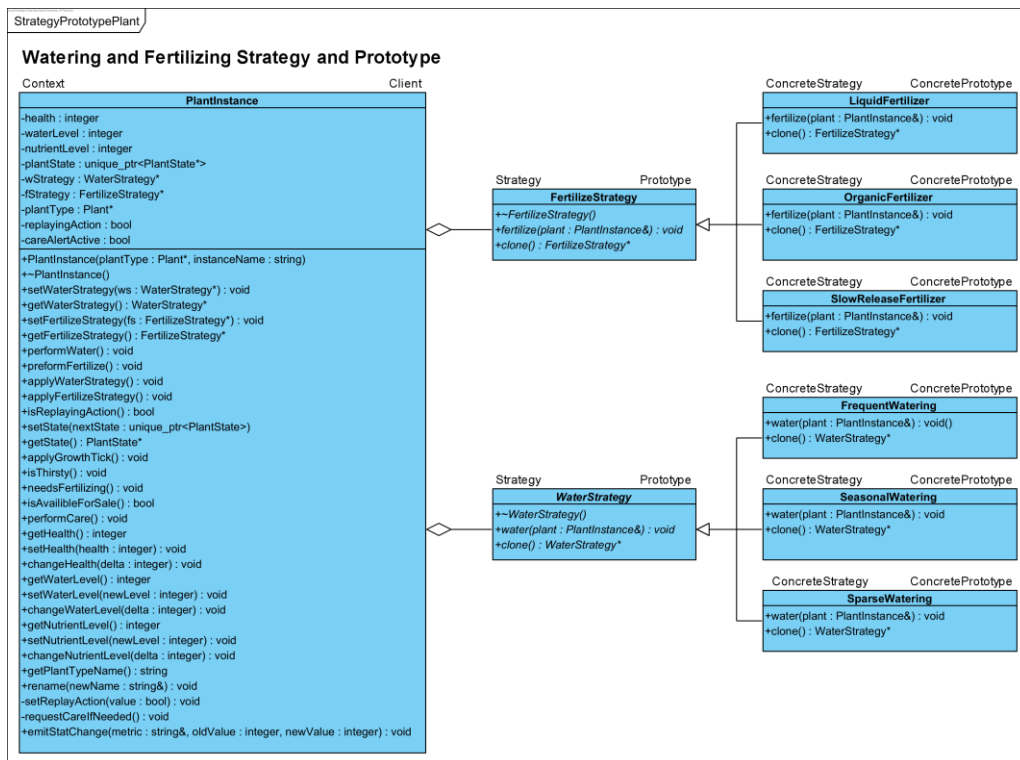 StrategyPrototypePlant
Watering and Fertilizing Strategy and Prototype
Context Client
PlantInstance
-health : integer
-waterLevel : integer
-nutrientLevel : integer
-plantState : unique_ptr<PlantState*>
-wStrategy : WaterStrategy*
-fStrategy : FertilizeStrategy*
-plantType : Plant*
-replayingAction : bool
-careAlertActive : bool
+PlantInstance(plantType : Plant*, instanceName : string)
+~PlantInstance()
+setWaterStrategy(ws : WaterStrategy*) : void
+getWaterStrategy() : WaterStrategy*
+setFertilizeStrategy(fs : FertilizeStrategy*) : void
+getFertilizeStrategy() : FertilizeStrategy*
+performWater() : void
+preformFertilize() : void
+applyWaterStrategy() : void
+applyFertilizeStrategy() : void
+isReplayingAction() : bool
+setState(nextState : unique_ptr<PlantState>)
+getState() : PlantState*
+applyGrowthTick() : void
+isThirsty() : void
+needsFertilizing() : void
+isAvailibleForSale() : bool
+performCare() : void
+getHealth() : integer
+setHealth(health : integer) : void
+changeHealth(delta : integer) : void
+getWaterLevel() : integer
+setWaterLevel(newLevel : integer) : void
+changeWaterLevel(delta : integer) : void
+getNutrientLevel() : integer
+setNutrientLevel(newLevel : integer) : void
+changeNutrientLevel(delta : integer) : void
+getPlantTypeName() : string
+rename(newName : string&) : void
-setReplayAction(value : bool) : void
-requestCareIfNeeded() : void
+emitStatChange(metric : string&, oldValue : integer, newValue : integer) : void
Strategy Prototype
FertilizeStrategy
+~FertilizeStrategy()
+fertilize(plant : PlantInstance&) : void
+clone() : FertilizeStrategy*
Strategy Prototype
WaterStrategy
+~WaterStrategy()
+water(plant : PlantInstance&) : void
+clone() : WaterStrategy*
ConcreteStrategy ConcretePrototype
LiquidFertilizer
+fertilize(plant : PlantInstance&) : void
+clone() : FertilizeStrategy*
ConcreteStrategy ConcretePrototype
OrganicFertilizer
+fertilize(plant : PlantInstance&) : void
+clone() : FertilizeStrategy*
ConcreteStrategy ConcretePrototype
SlowReleaseFertilizer
+fertilize(plant : PlantInstance&) : void
+clone() : FertilizeStrategy*
ConcreteStrategy ConcretePrototype
FrequentWatering
+water(plant : PlantInstance&) : void()
+clone() : WaterStrategy*
ConcreteStrategy ConcretePrototype
SeasonalWatering
+water(plant : PlantInstance&) : void
+clone() : WaterStrategy*
ConcreteStrategy ConcretePrototype
SparseWatering
+water(plant : PlantInstance&) : void
+clone() : WaterStrategy*